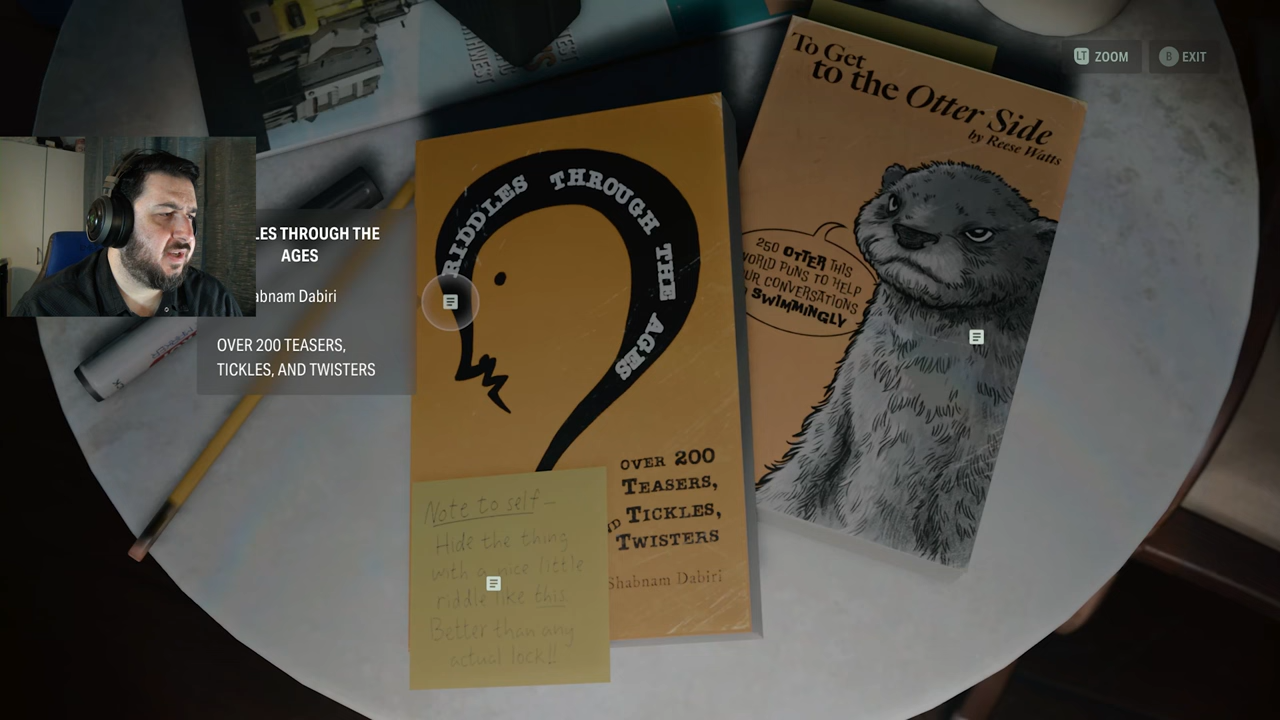 LT ZOOM
B EXIT
To Get
to the Otter Side
by Reese Watts
RIDDLES THROUGH THE AGES
LES THROUGH THE
AGES
abnam Dabiri
OVER 200 TEASERS,
TICKLES, AND TWISTERS
250 OTTER THIS
WORLD PUNS TO HELP
UR CONVERSATIONS
SWIMMINGLY
OVER 200
TEASERS,
TICKLES,
TWISTERS
Shabnam Dabiri
Note to self-
Hide the thing
with a nice little
riddle like this
Better than any
actual lock!!